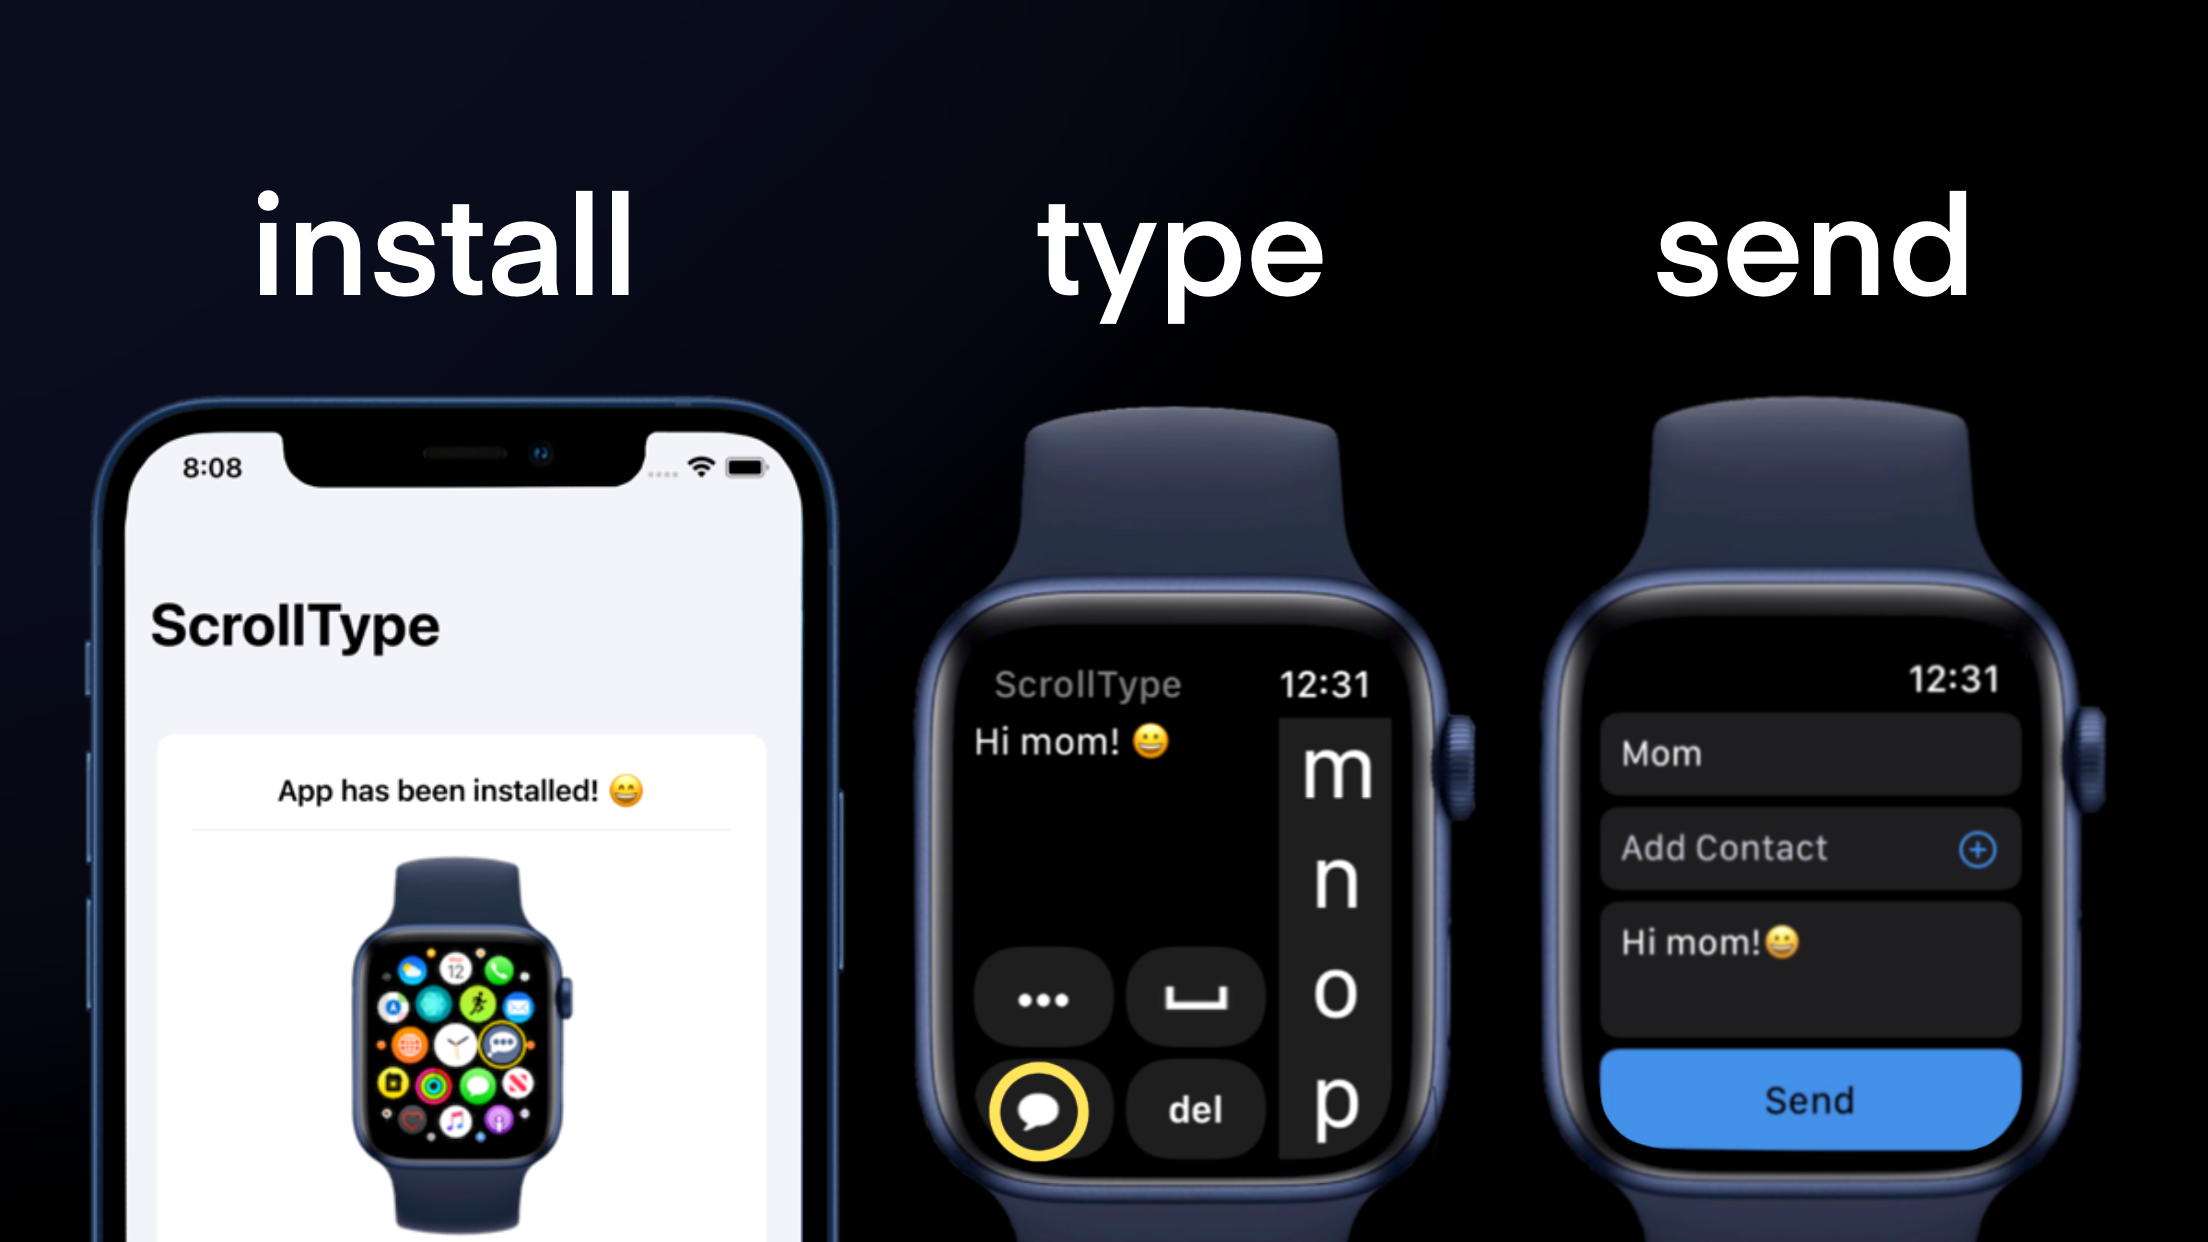 install
type
send
8:08
ScrollType
App has been installed! 😄
ScrollType
12:31
Hi mom! 😀
m
n
o
p
del
12:31
Mom
Add Contact
Hi mom!😀
Send
12